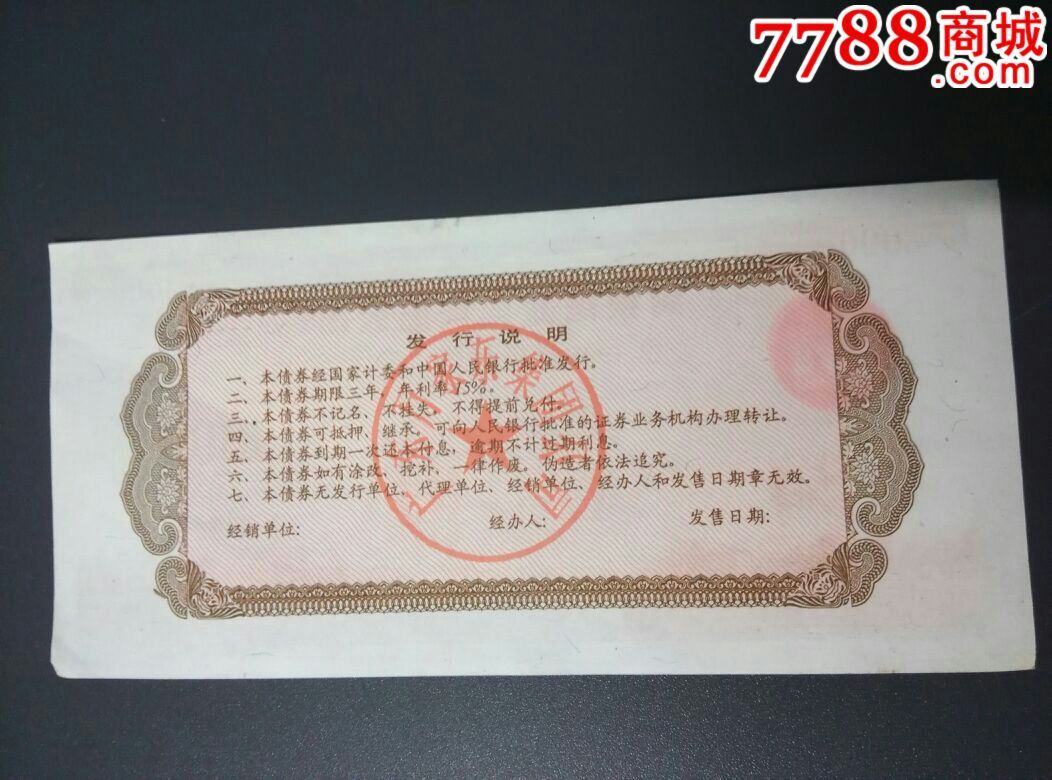 7788商城
.com
发行说明
一、本债券经国家计委和中国人民银行批准发行。
二、本债券期限三年，年利率15%。
三、本债券不记名、不挂失、不得提前兑付。
四、本债券可抵押、继承，可向人民银行批准的证券业务机构办理转让。
五、本债券到期一次还本付息，逾期不计过期利息。
六、本债券如有涂改、挖补，一律作废。伪造者依法追究。
七、本债券无发行单位、代理单位、经销单位、经办人和发售日期章无效。
经销单位: 经办人: 发售日期: